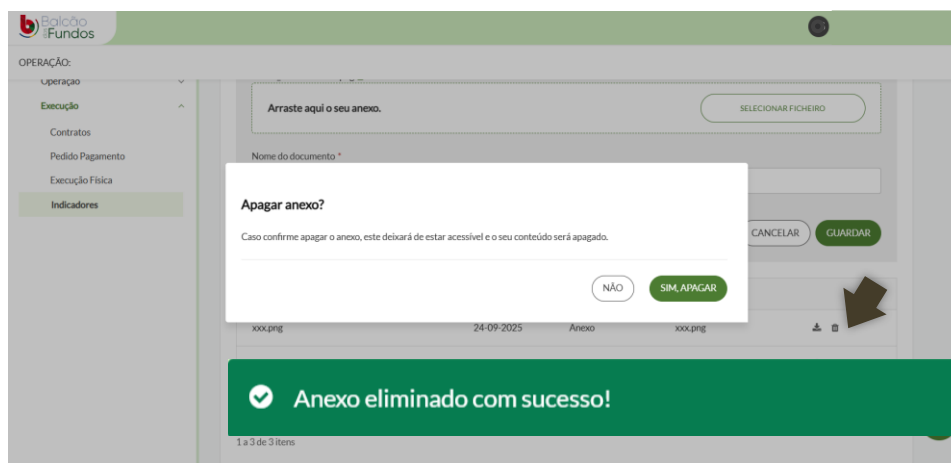 Balcão
dos Fundos
OPERAÇÃO:
Operação
Execução
Contratos
Pedido Pagamento
Execução Física
Indicadores
Arraste aqui o seu anexo.
SELECIONAR FICHEIRO
Nome do documento *
Apagar anexo?
Caso confirme apagar o anexo, este deixará de estar acessível e o seu conteúdo será apagado.
NÃO
SIM, APAGAR
CANCELAR
GUARDAR
xxx.png 24-09-2025 Anexo xxx.png
Anexo eliminado com sucesso!
1 a 3 de 3 itens